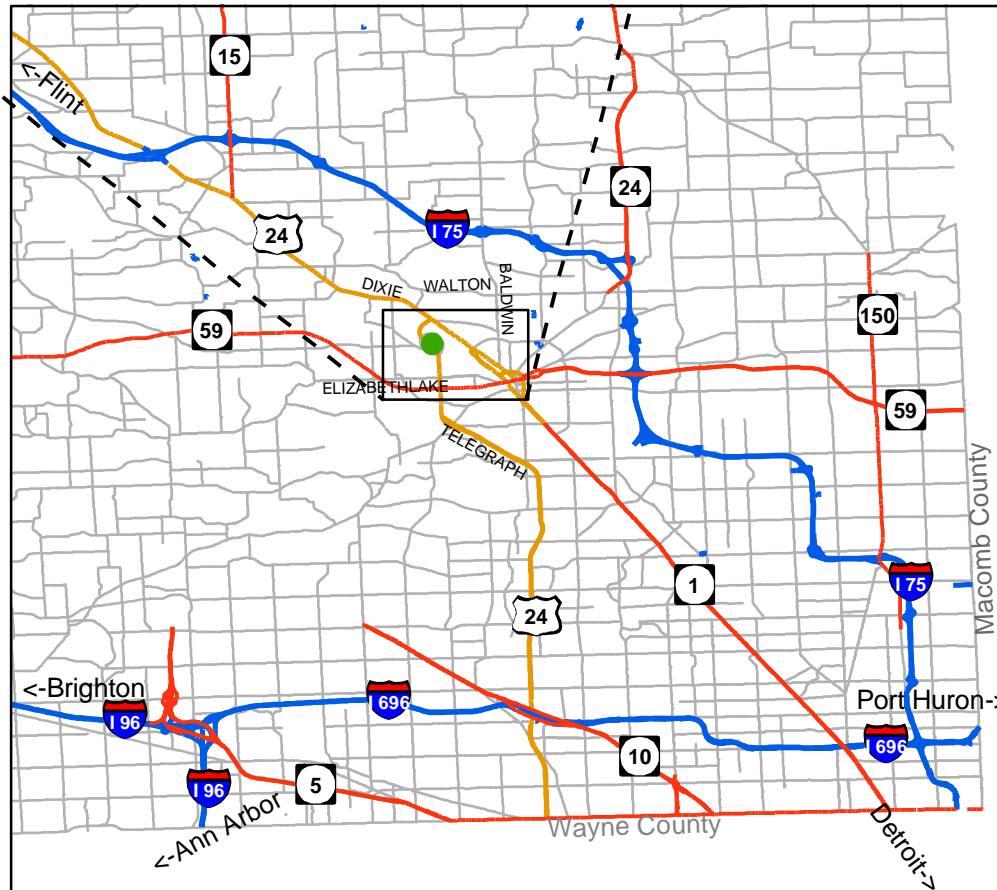 15
<-Flint
24
24
I 75
DIXIE
WALTON
BALDWIN
59
150
ELIZABETHLAKE
59
TELEGRAPH
Macomb County
1
I 75
24
<-Brighton
I 96
I 696
Port Huron->
I 696
10
I 96
5
<-Ann Arbor
Wayne County
Detroit->